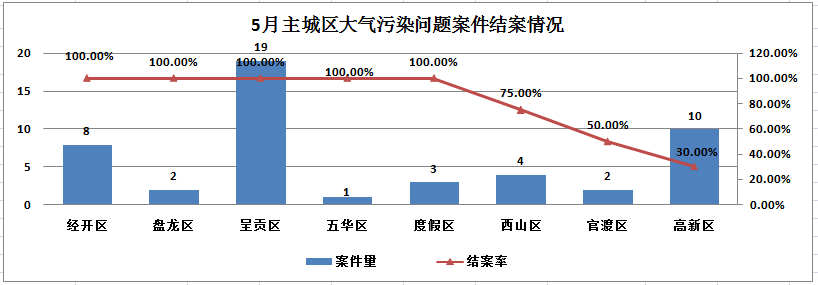 5月主城区大气污染问题案件结案情况
20
15
10
5
0
120.00%
100.00%
80.00%
60.00%
40.00%
20.00%
0.00%
100.00% 100.00% 100.00% 100.00% 100.00% 75.00% 50.00% 30.00%
8 2 19 1 3 4 2 10
经开区 盘龙区 呈贡区 五华区 度假区 西山区 官渡区 高新区
案件量 结案率